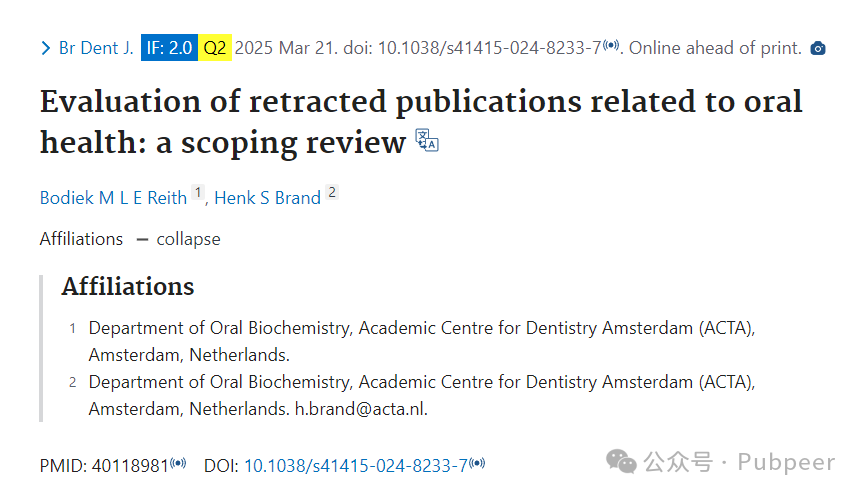 Br Dent J. IF: 2.0 Q2 2025 Mar 21. doi: 10.1038/s41415-024-8233-7. Online ahead of print.
Evaluation of retracted publications related to oral
health: a scoping review
Bodiek M L E Reith 1, Henk S Brand 2
Affiliations — collapse
Affiliations
1 Department of Oral Biochemistry, Academic Centre for Dentistry Amsterdam (ACTA),
Amsterdam, Netherlands.
2 Department of Oral Biochemistry, Academic Centre for Dentistry Amsterdam (ACTA),
Amsterdam, Netherlands. h.brand@acta.nl.
PMID: 40118981 DOI: 10.1038/s41415-024-8233-7
公众号 · Pubpeer